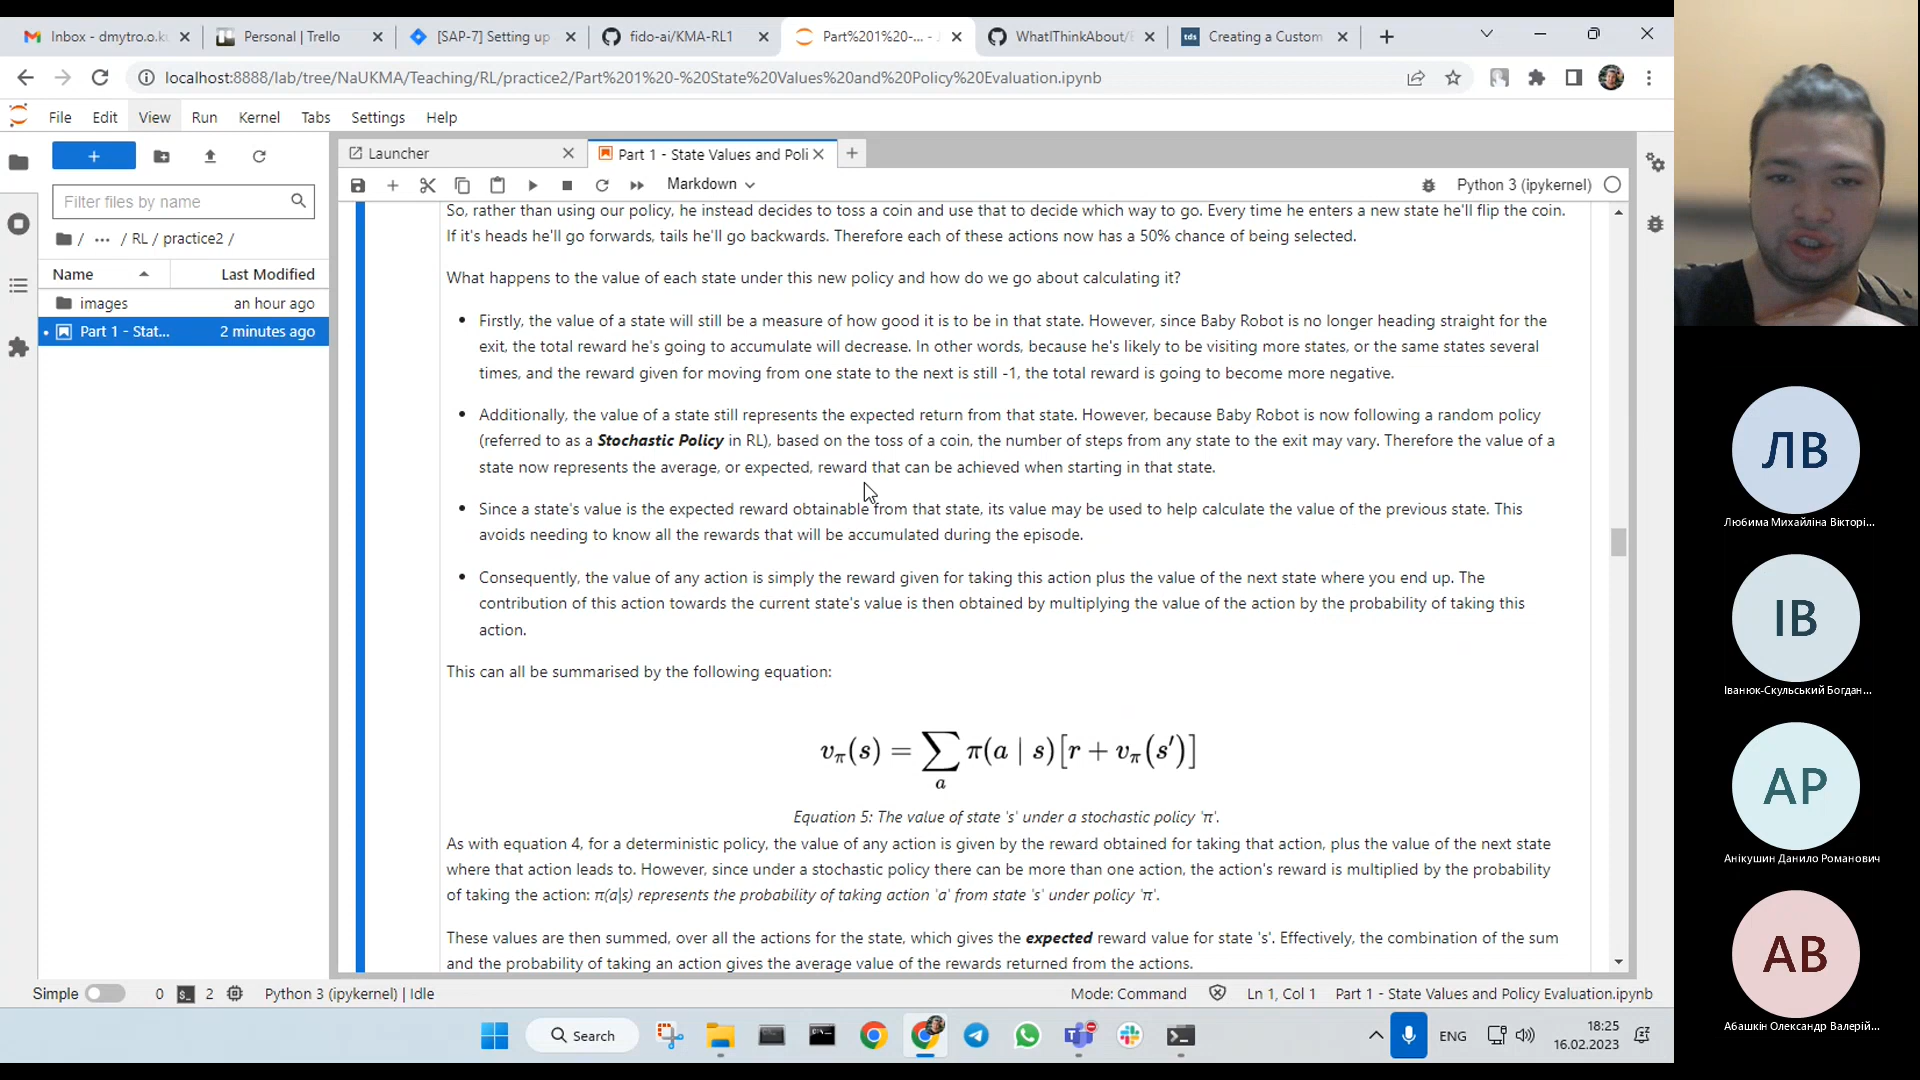 Inbox - dmytro.o.k
Personal | Trello
[SAP-7] Setting up
fido-ai/KMA-RL1
Part%201%20-...
WhatIThinkAbout/
tds
Creating a Custom
localhost:8888/lab/tree/NaUKMA/Teaching/RL/practice2/Part%201%20-%20State%20Values%20and%20Policy%20Evaluation.ipynb
File Edit View Run Kernel Tabs Settings Help
Launcher
Part 1 - State Values and Poli
Markdown
Python 3 (ipykernel)
Filter files by name
/ ... / RL / practice2 /
Name Last Modified
images an hour ago
Part 1 - Stat... 2 minutes ago
So, rather than using our policy, he instead decides to toss a coin and use that to decide which way to go. Every time he enters a new state he'll flip the coin.
If it's heads he'll go forwards, tails he'll go backwards. Therefore each of these actions now has a 50% chance of being selected.
What happens to the value of each state under this new policy and how do we go about calculating it?
• Firstly, the value of a state will still be a measure of how good it is to be in that state. However, since Baby Robot is no longer heading straight for the
exit, the total reward he's going to accumulate will decrease. In other words, because he's likely to be visiting more states, or the same states several
times, and the reward given for moving from one state to the next is still -1, the total reward is going to become more negative.
• Additionally, the value of a state still represents the expected return from that state. However, because Baby Robot is now following a random policy
(referred to as a Stochastic Policy in RL), based on the toss of a coin, the number of steps from any state to the exit may vary. Therefore the value of a
state now represents the average, or expected, reward that can be achieved when starting in that state.
• Since a state's value is the expected reward obtainable from that state, its value may be used to help calculate the value of the previous state. This
avoids needing to know all the rewards that will be accumulated during the episode.
• Consequently, the value of any action is simply the reward given for taking this action plus the value of the next state where you end up. The
contribution of this action towards the current state's value is then obtained by multiplying the value of the action by the probability of taking this
action.
This can all be summarised by the following equation:
vπ(s) = ∑a π(a | s)[r + vπ(s′)]
Equation 5: The value of state 's' under a stochastic policy 'π'.
As with equation 4, for a deterministic policy, the value of any action is given by the reward obtained for taking that action, plus the value of the next state
where that action leads to. However, since under a stochastic policy there can be more than one action, the action's reward is multiplied by the probability
of taking the action: π(a|s) represents the probability of taking action 'a' from state 's' under policy 'π'.
These values are then summed, over all the actions for the state, which gives the expected reward value for state 's'. Effectively, the combination of the sum
and the probability of taking an action gives the average value of the rewards returned from the actions.
Simple 0 2 Python 3 (ipykernel) | Idle
Mode: Command Ln 1, Col 1 Part 1 - State Values and Policy Evaluation.ipynb
Search
ENG
18:25
16.02.2023
ЛВ
Любима Михайліна Вікторі...
ІВ
Іванюк-Скульський Богдан...
АР
Анікушин Данило Романович
АВ
Абашкін Олександр Валерій...